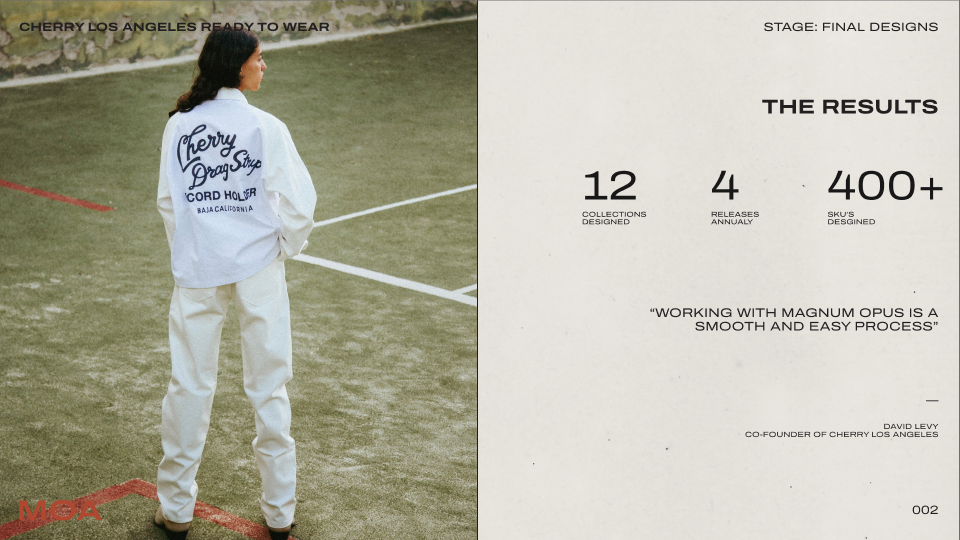 CHERRY LOS ANGELES READY TO WEAR
Cherry
Drag Strip
BAJA CALIFORNIA
MOA
STAGE: FINAL DESIGNS
THE RESULTS
12
COLLECTIONS
DESIGNED
4
RELEASES
ANNUALY
400+
SKU'S
DESGINED
“WORKING WITH MAGNUM OPUS IS A
SMOOTH AND EASY PROCESS”
—
DAVID LEVY
CO-FOUNDER OF CHERRY LOS ANGELES
002